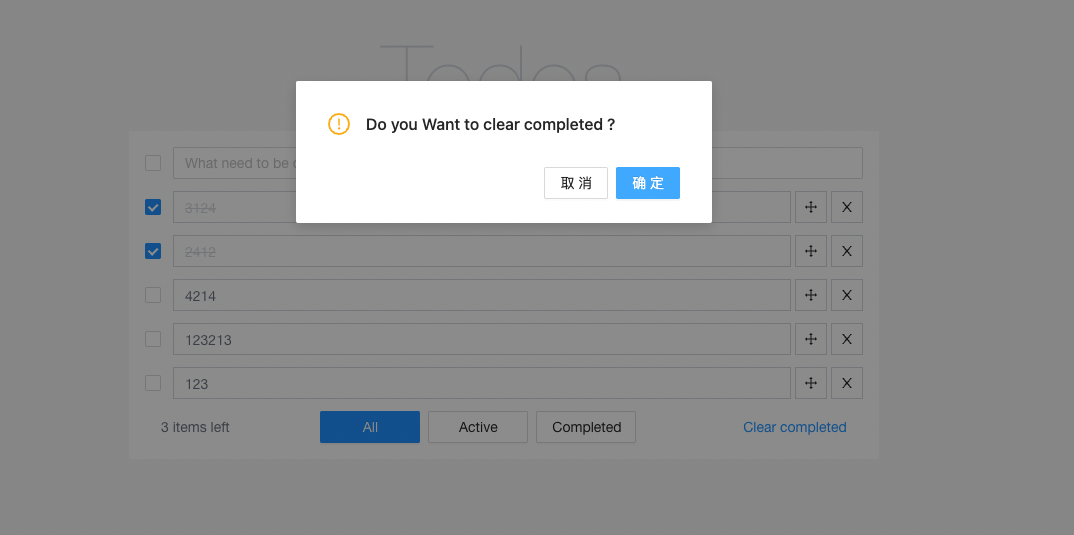 Todos
Do you Want to clear completed ?
取 消 确 定
What need to be
3124 X
2412 X
4214 X
123213 X
123 X
3 items left All Active Completed Clear completed